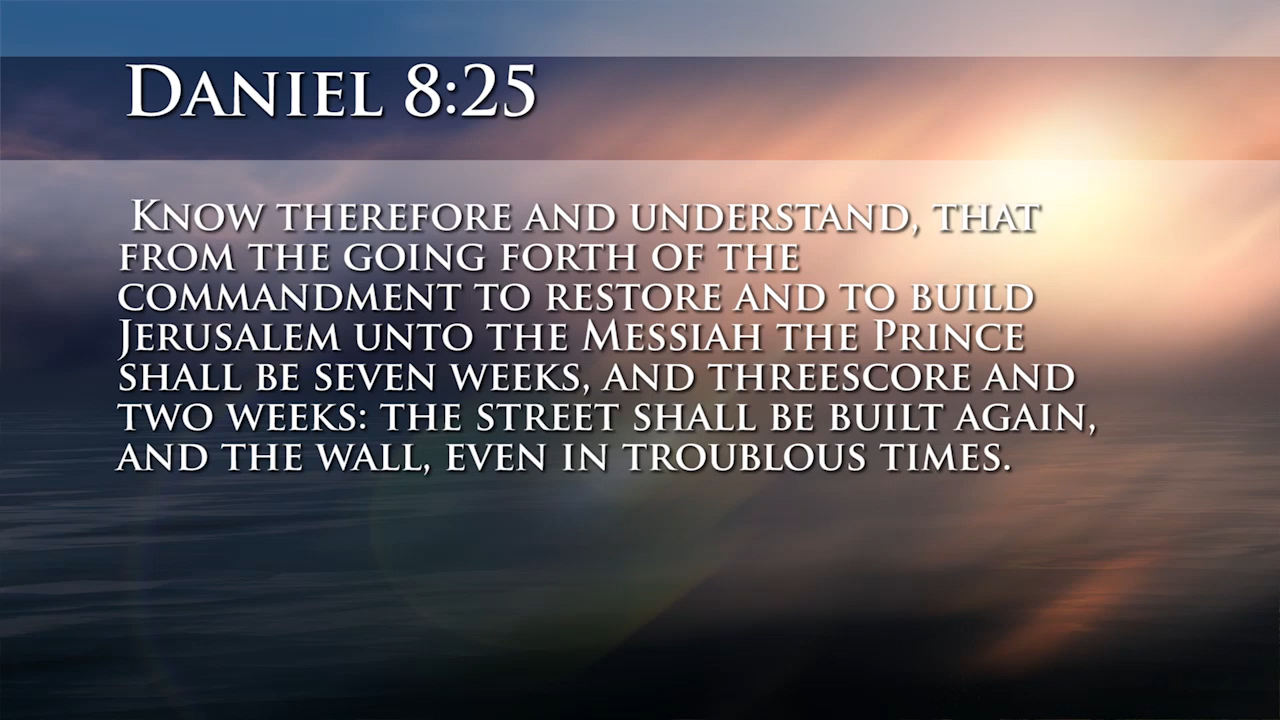 Daniel 8:25
Know therefore and understand, that
from the going forth of the
commandment to restore and to build
Jerusalem unto the Messiah the Prince
shall be seven weeks, and threescore and
two weeks: the street shall be built again,
and the wall, even in troublous times.